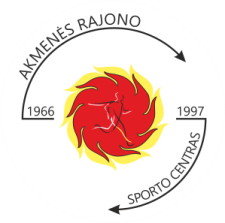 AKMENĖS RAJONO
1966
1997
SPORTO CENTRAS